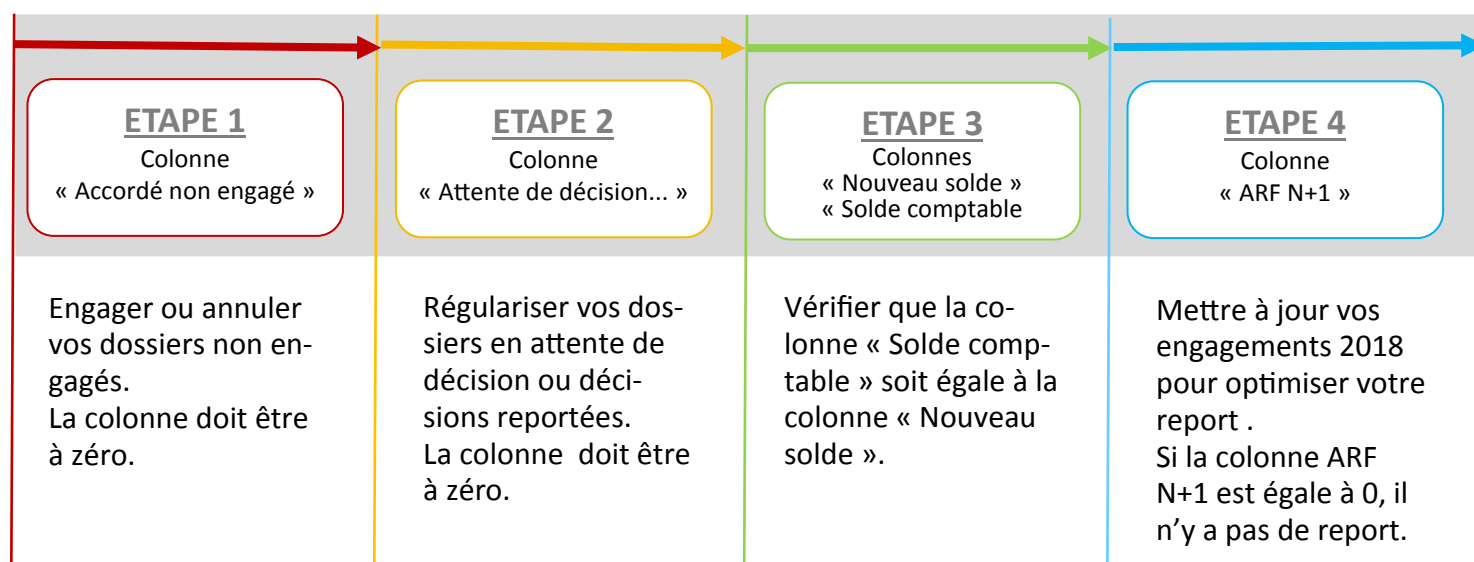 ETAPE 1
Colonne
« Accordé non engagé »
ETAPE 2
Colonne
« Attente de décision... »
ETAPE 3
Colonnes
« Nouveau solde »
« Solde comptable
ETAPE 4
Colonne
« ARF N+1 »
Engager ou annuler
vos dossiers non en-
gagés.
La colonne doit être
à zéro.
Régulariser vos dos-
siers en attente de
décision ou déci-
sions reportées.
La colonne  doit être
à zéro.
Vérifier que la co-
lonne « Solde comp-
table » soit égale à la
colonne « Nouveau
solde ».
Mettre à jour vos
engagements 2018
pour optimiser votre
report .
Si la colonne ARF
N+1 est égale à 0, il
n’y a pas de report.